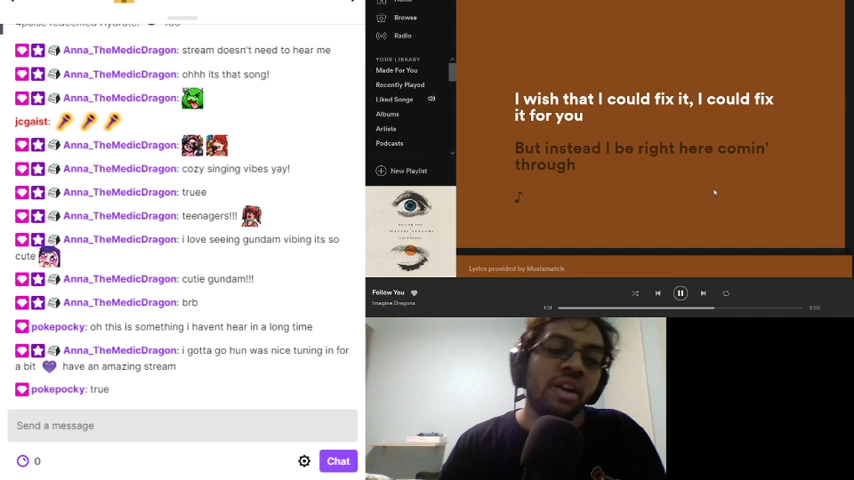 Anna_TheMedicDragon: stream doesn't need to hear me
Anna_TheMedicDragon: ohhh its that song!
Anna_TheMedicDragon:
jcgaist:
Anna_TheMedicDragon:
Anna_TheMedicDragon: cozy singing vibes yay!
Anna_TheMedicDragon: truee
Anna_TheMedicDragon: teenagers!!!
Anna_TheMedicDragon: i love seeing gundam vibing its so
cute
Anna_TheMedicDragon: cutie gundam!!!
Anna_TheMedicDragon: brb
pokepocky: oh this is something i havent hear in a long time
Anna_TheMedicDragon: i gotta go hun was nice tuning in for
a bit have an amazing stream
pokepocky: true
Send a message
0
Chat
Home
Browse
Radio
YOUR LIBRARY
Made For You
Recently Played
Liked Songs
Albums
Artists
Podcasts
New Playlist
I wish that I could fix it, I could fix
it for you
But instead I be right here comin'
through
♪
Lyrics provided by Musixmatch
Follow You
Imagine Dragons